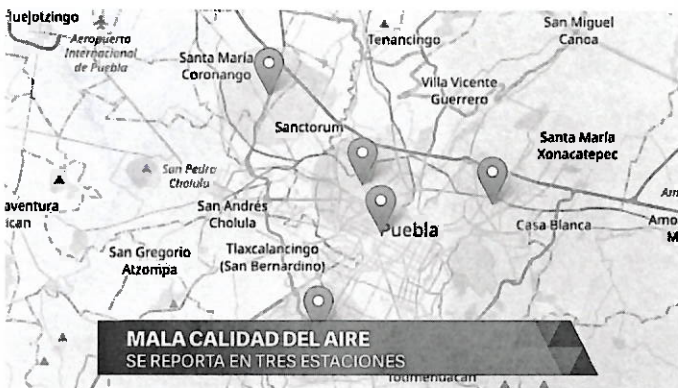 Huejotzingo
Aeropuerto
Internacional
de Puebla
Santa María
Coronango
Tenancingo
San Miguel
Canoa
Villa Vicente
Guerrero
Sanctorum
Santa María
Xonacatepec
San Pedro
Cholula
aventura
ican
San Andrés
Cholula
Puebla
Casa Blanca
Amo
M
San Gregorio
Atzompa
Tlaxcalancingo
(San Bernardino)
MALA CALIDAD DEL AIRE
SE REPORTA EN TRES ESTACIONES